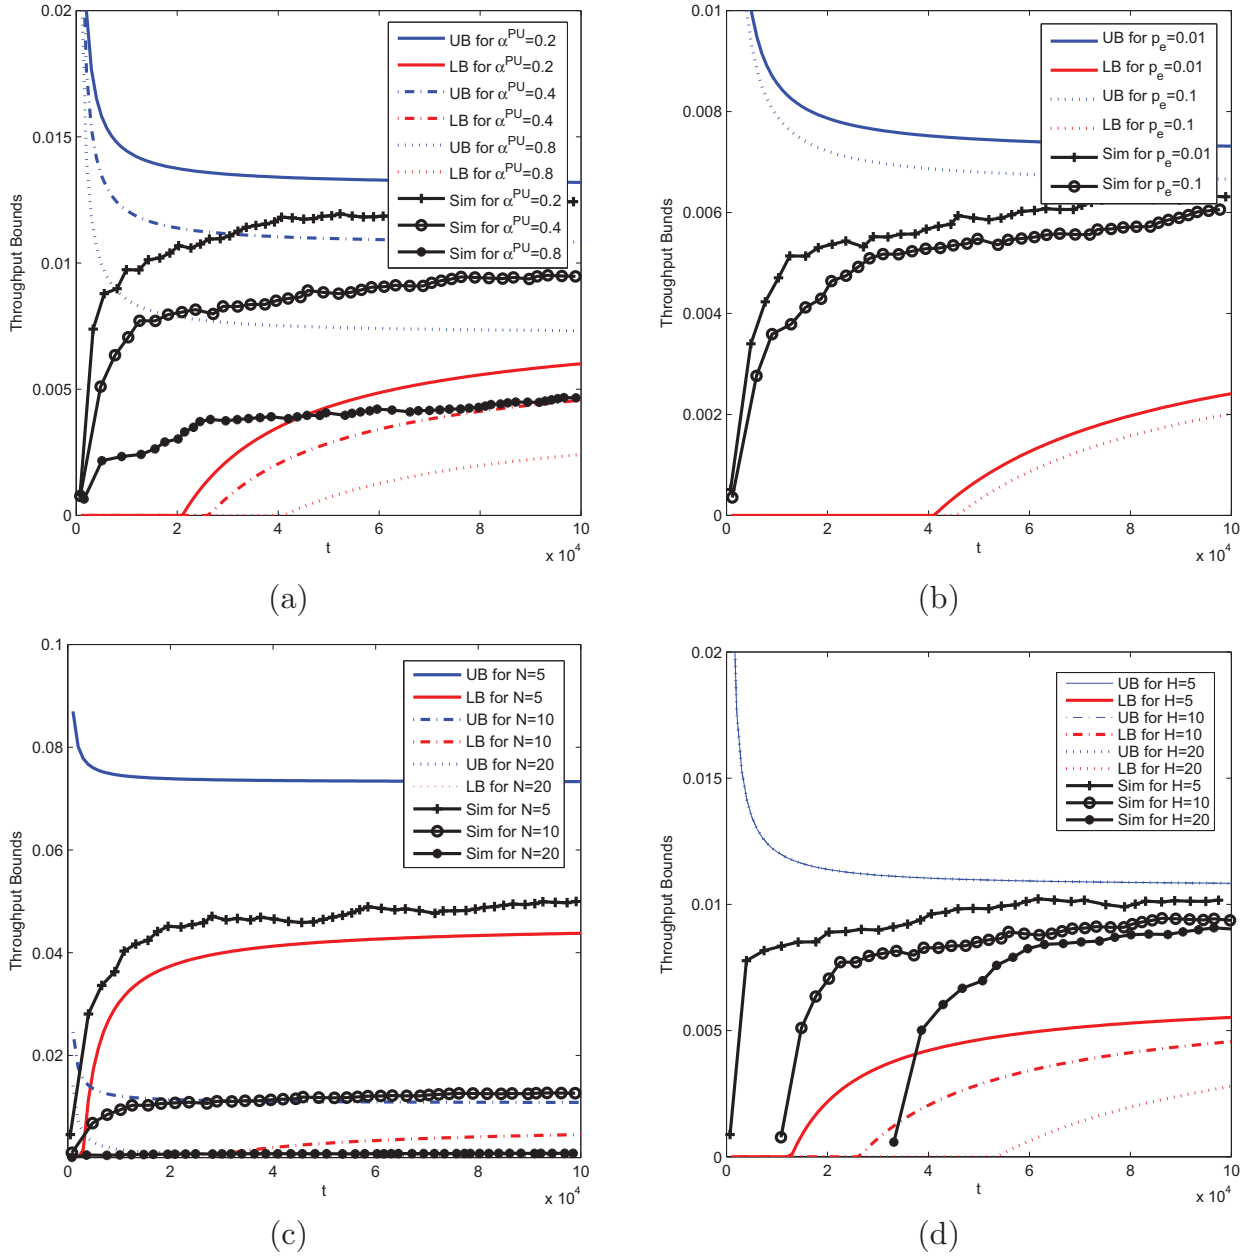 (a)
0.02
0.015
0.01
0.005
0
Throughput Bounds
UB for α^PU=0.2
LB for α^PU=0.2
UB for α^PU=0.4
LB for α^PU=0.4
UB for α^PU=0.8
LB for α^PU=0.8
Sim for α^PU=0.2
Sim for α^PU=0.4
Sim for α^PU=0.8
0 2 4 6 8 10
t
x 10^4
(a)
0.01
0.008
0.006
0.004
0.002
0
Throughput Bunds
UB for p_e=0.01
LB for p_e=0.01
UB for p_e=0.1
LB for p_e=0.1
Sim for p_e=0.01
Sim for p_e=0.1
0 2 4 6 8 10
t
x 10^4
(b)
0.1
0.08
0.06
0.04
0.02
Throughput Bounds
UB for N=5
LB for N=5
UB for N=10
LB for N=10
UB for N=20
LB for N=20
Sim for N=5
Sim for N=10
Sim for N=20
0 2 4 6 8 10
t
x 10^4
(c)
0.02
0.015
0.01
0.005
0
Throughput Bounds
UB for H=5
LB for H=5
UB for H=10
LB for H=10
UB for H=20
LB for H=20
Sim for H=5
Sim for H=10
Sim for H=20
0 2 4 6 8 10
t
x 10^4
(d)